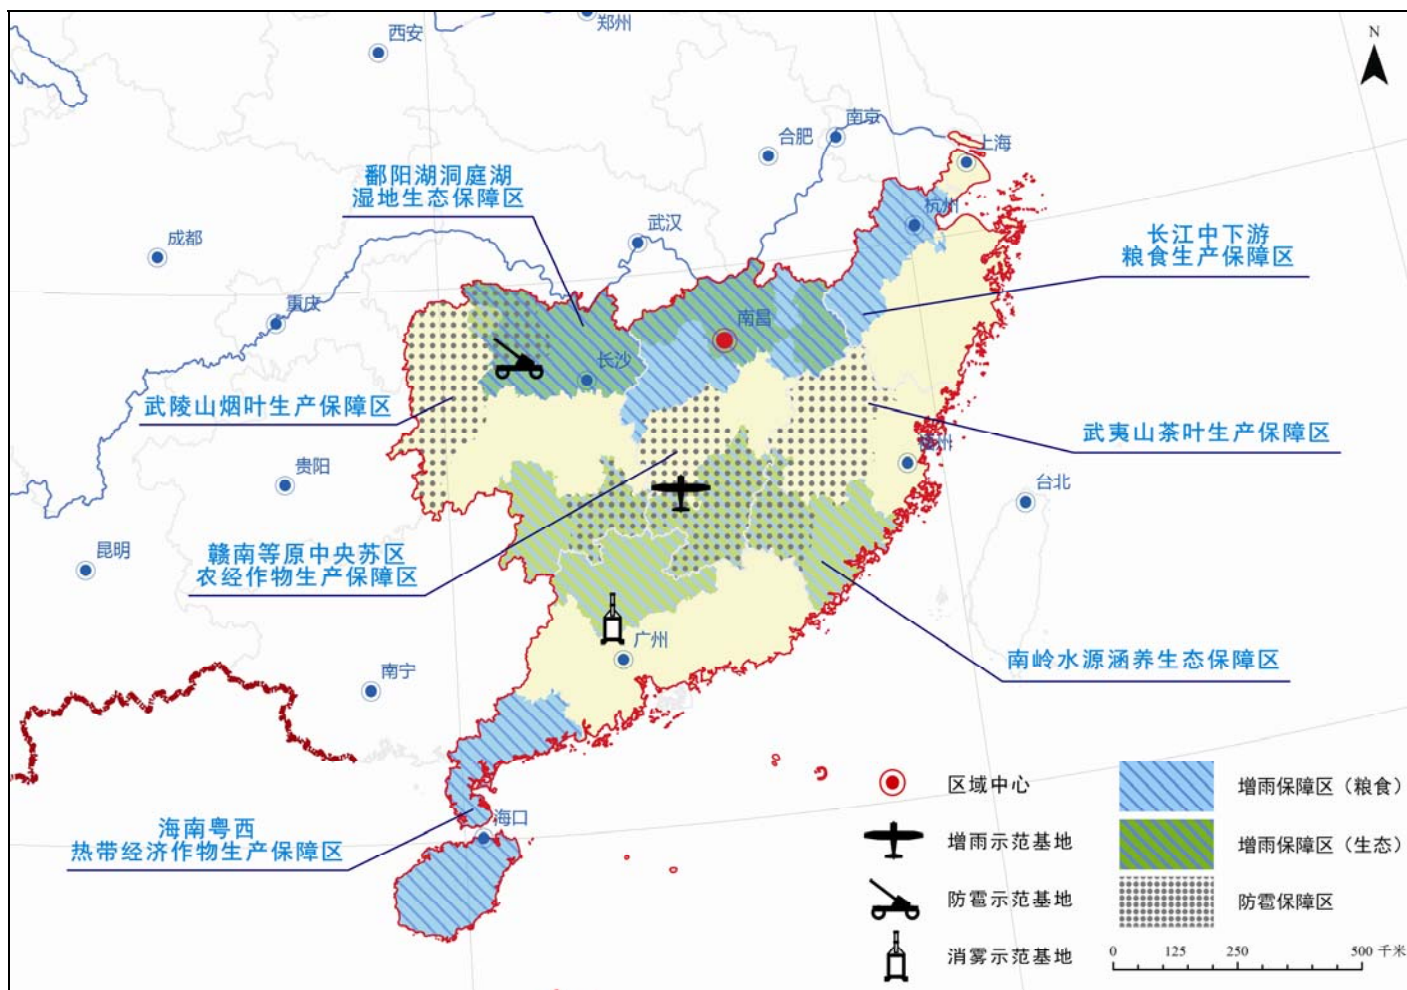 郑州
N
西安
南京
合肥
上海
鄱阳湖洞庭湖
湿地生态保障区
杭州
武汉
成都
长江中下游
粮食生产保障区
重庆
南昌
长沙
武陵山烟叶生产保障区
武夷山茶叶生产保障区
贵阳
台北
昆明
赣南等原中央苏区
农经作物生产保障区
广州
南岭水源涵养生态保障区
南宁
海口
海南粤西
热带经济作物生产保障区
区域中心
增雨示范基地
防雹示范基地
消雾示范基地
增雨保障区（粮食）
增雨保障区（生态）
防雹保障区
0 125 250 500 千米